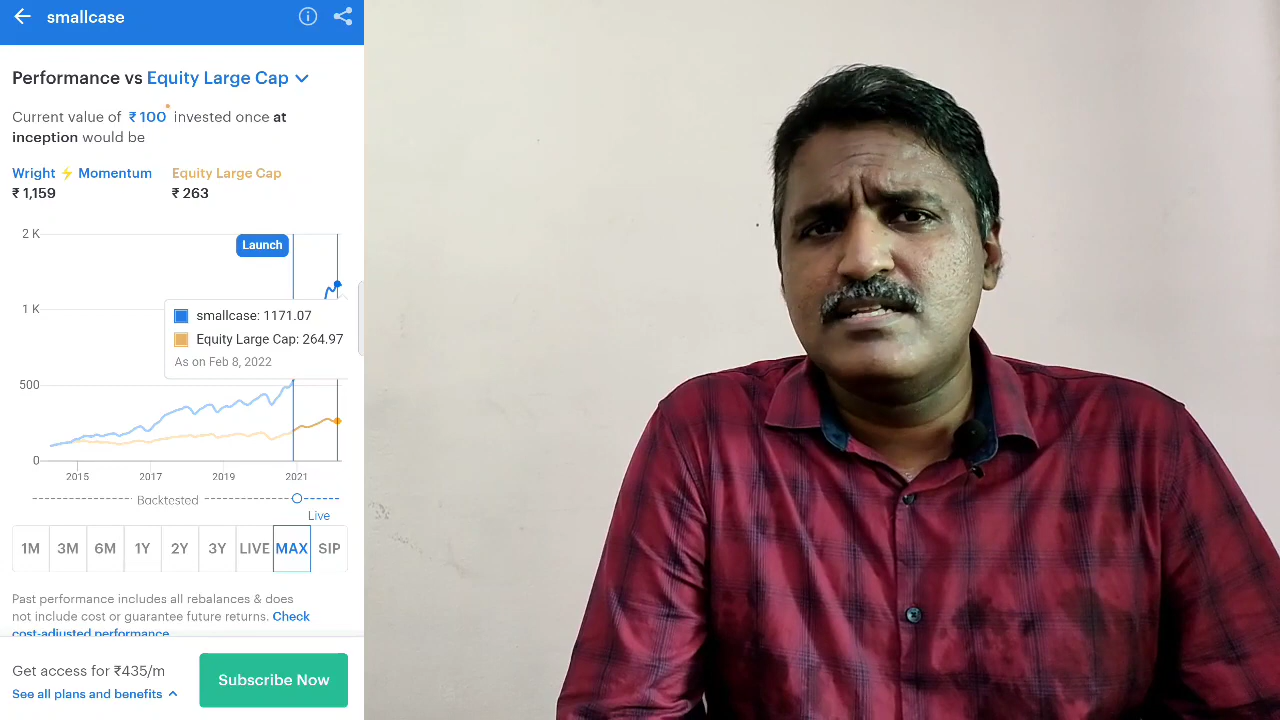 smallcase
Performance vs Equity Large Cap
Current value of ₹ 100 invested once at
inception would be
Wright ⚡ Momentum Equity Large Cap
₹ 1,159 ₹ 263
2 K
Launch
1 K
smallcase: 1171.07
Equity Large Cap: 264.97
As on Feb 8, 2022
500
0
2015 2017 2019 2021
Backtested
Live
1M 3M 6M 1Y 2Y 3Y LIVE MAX SIP
Past performance includes all rebalances & does
not include cost or guarantee future returns. Check
cost-adjusted performance
Get access for ₹435/m
See all plans and benefits
Subscribe Now